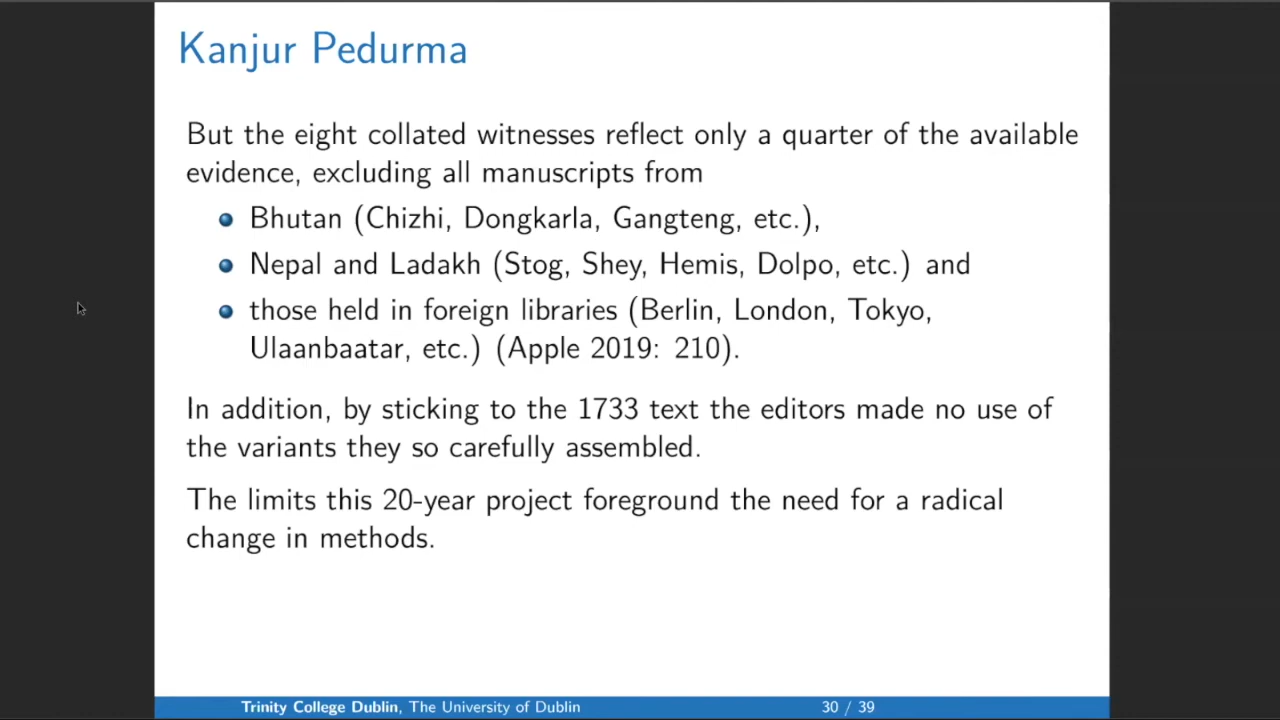 Kanjur Pedurma
But the eight collated witnesses reflect only a quarter of the available
evidence, excluding all manuscripts from
Bhutan (Chizhi, Dongkarla, Gangteng, etc.),
Nepal and Ladakh (Stog, Shey, Hemis, Dolpo, etc.) and
those held in foreign libraries (Berlin, London, Tokyo,
Ulaanbaatar, etc.) (Apple 2019: 210).
In addition, by sticking to the 1733 text the editors made no use of
the variants they so carefully assembled.
The limits this 20-year project foreground the need for a radical
change in methods.
Trinity College Dublin, The University of Dublin 30 / 39